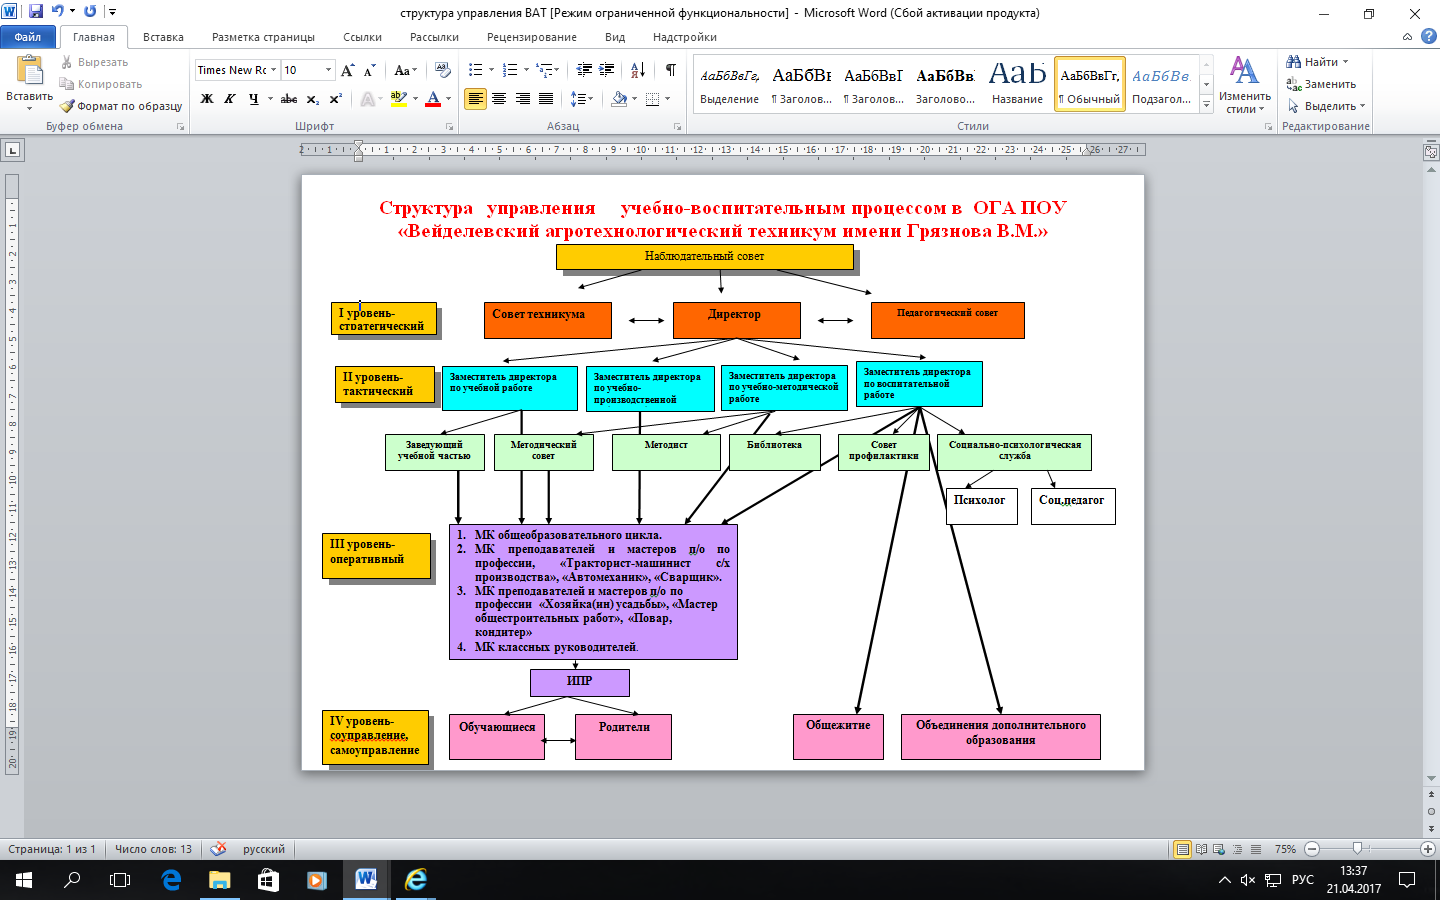 структура управления ВАТ [Режим ограниченной функциональности] - Microsoft Word (Сбой активации продукта)
Файл
Главная
Вставка
Разметка страницы
Ссылки
Рассылки
Рецензирование
Вид
Надстройки
Вставить
Вырезать
Копировать
Формат по образцу
Буфер обмена
Times New Rc
10
Шрифт
Абзац
АаБбВвГг,
АаБбВв
АаБбВвГ
АаБбВв.
АаБ
АаБбВвГг,
АаБбВв.
Выделение
¶ Заголов...
¶ Заголов...
Заголово...
Название
¶ Обычный
Подзагол...
Изменить
стили
Стили
Найти
Заменить
Выделить
Редактирование
Структура управления учебно-воспитательным процессом в ОГА ПОУ
«Вейделевский агротехнологический техникум имени Грязнова В.М.»
Наблюдательный совет
I уровень-
стратегический
Совет техникума
Директор
Педагогический совет
II уровень-
тактический
Заместитель директора
по учебной работе
Заместитель директора
по учебно-
производственной
Заместитель директора
по учебно-методической
работе
Заместитель директора
по воспитательной
работе
Заведующий
учебной частью
Методический
совет
Методист
Библиотека
Совет
профилактики
Социально-психологическая
служба
Психолог
Соц.педагог
III уровень-
оперативный
1. МК общеобразовательного цикла.
2. МК преподавателей и мастеров п/о по
профессии, «Тракторист-машинист с/х
производства», «Автомеханик», «Сварщик».
3. МК преподавателей и мастеров п/о по
профессии «Хозяйка(ин) усадьбы», «Мастер
общестроительных работ», «Повар,
кондитер»
4. МК классных руководителей.
ИПР
IV уровень-
соуправление,
самоуправление
Обучающиеся
Родители
Общежитие
Объединения дополнительного
образования
Страница: 1 из 1
Число слов: 13
русский
75%
РУС
13:37
21.04.2017